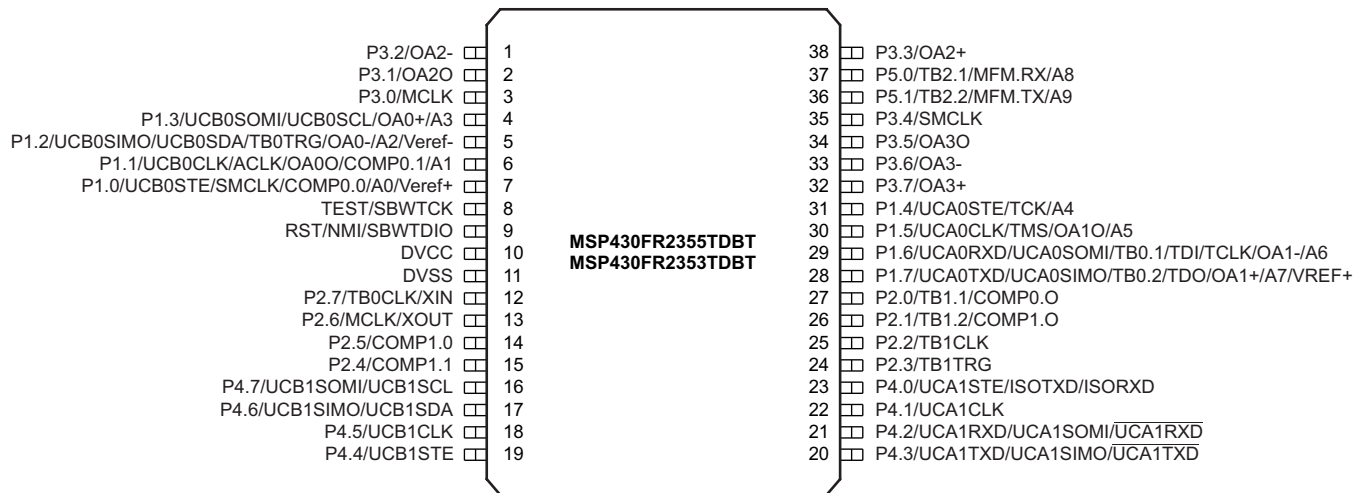 P3.2/OA2- 1 38 P3.3/OA2+
P3.1/OA2O 2 37 P5.0/TB2.1/MFM.RX/A8
P3.0/MCLK 3 36 P5.1/TB2.2/MFM.TX/A9
P1.3/UCB0SOMI/UCB0SCL/OA0+/A3 4 35 P3.4/SMCLK
P1.2/UCB0SIMO/UCB0SDA/TB0TRG/OA0-/A2/Veref- 5 34 P3.5/OA3O
P1.1/UCB0CLK/ACLK/OA0O/COMP0.1/A1 6 33 P3.6/OA3-
P1.0/UCB0STE/SMCLK/COMP0.0/A0/Veref+ 7 32 P3.7/OA3+
TEST/SBWTCK 8 31 P1.4/UCA0STE/TCK/A4
RST/NMI/SBWTDIO 9 MSP430FR2355TDBT 30 P1.5/UCA0CLK/TMS/OA1O/A5
DVCC 10 MSP430FR2353TDBT 29 P1.6/UCA0RXD/UCA0SOMI/TB0.1/TDI/TCLK/OA1-/A6
DVSS 11 28 P1.7/UCA0TXD/UCA0SIMO/TB0.2/TDO/OA1+/A7/VREF+
P2.7/TB0CLK/XIN 12 27 P2.0/TB1.1/COMP0.O
P2.6/MCLK/XOUT 13 26 P2.1/TB1.2/COMP1.O
P2.5/COMP1.0 14 25 P2.2/TB1CLK
P2.4/COMP1.1 15 24 P2.3/TB1TRG
P4.7/UCB1SOMI/UCB1SCL 16 23 P4.0/UCA1STE/ISOTXD/ISORXD
P4.6/UCB1SIMO/UCB1SDA 17 22 P4.1/UCA1CLK
P4.5/UCB1CLK 18 21 P4.2/UCA1RXD/UCA1SOMI/UCA1RXD
P4.4/UCB1STE 19 20 P4.3/UCA1TXD/UCA1SIMO/UCA1TXD